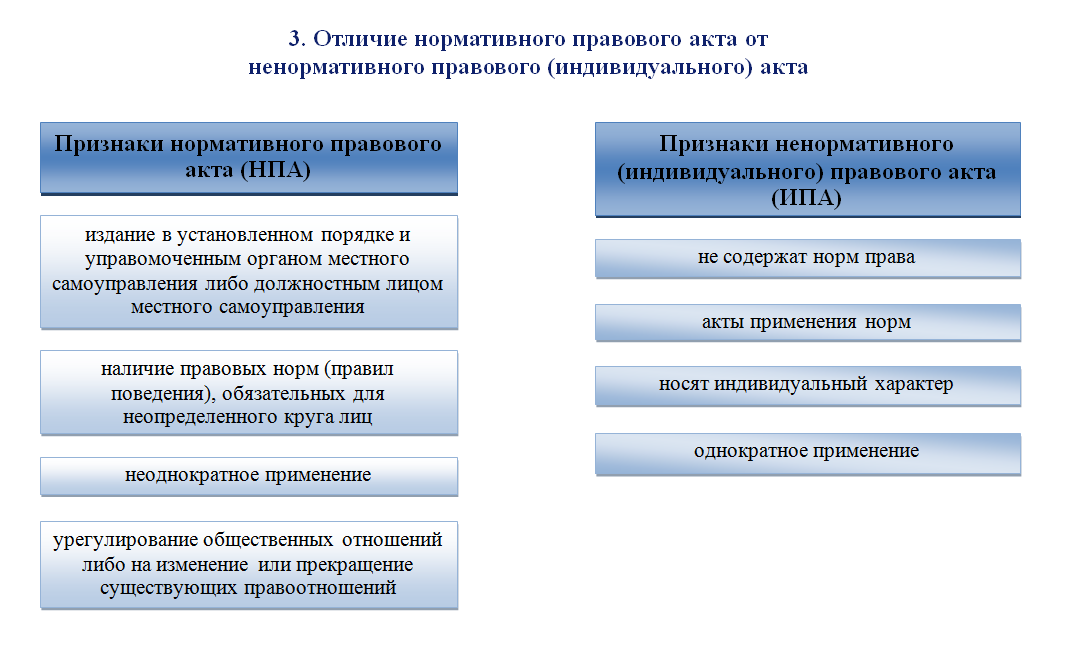 3. Отличие нормативного правового акта от
ненормативного правового (индивидуального) акта
Признаки нормативного правового
акта (НПА)
издание в установленном порядке и
управомоченным органом местного
самоуправления либо должностным лицом
местного самоуправления
наличие правовых норм (правил
поведения), обязательных для
неопределенного круга лиц
неоднократное применение
урегулирование общественных отношений
либо на изменение или прекращение
существующих правоотношений
Признаки ненормативного
(индивидуального) правового акта
(ИПА)
не содержат норм права
акты применения норм
носят индивидуальный характер
однократное применение